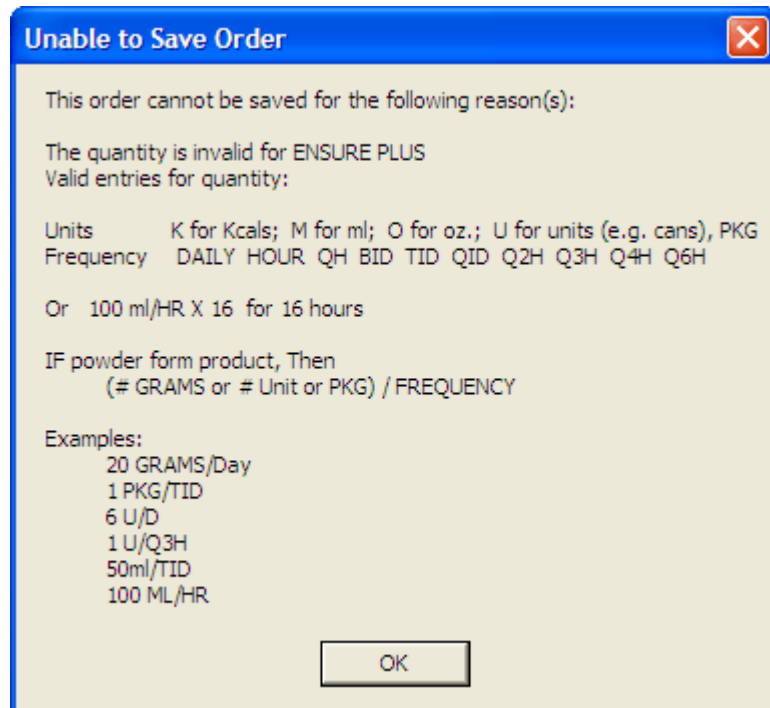 Unable to Save Order
This order cannot be saved for the following reason(s):
The quantity is invalid for ENSURE PLUS
Valid entries for quantity:
Units K for Kcals; M for ml; O for oz.; U for units (e.g. cans), PKG
Frequency DAILY HOUR QH BID TID QID Q2H Q3H Q4H Q6H
Or 100 ml/HR X 16 for 16 hours
IF powder form product, Then
(# GRAMS or # Unit or PKG) / FREQUENCY
Examples:
20 GRAMS/Day
1 PKG/TID
6 U/D
1 U/Q3H
50ml/TID
100 ML/HR
OK